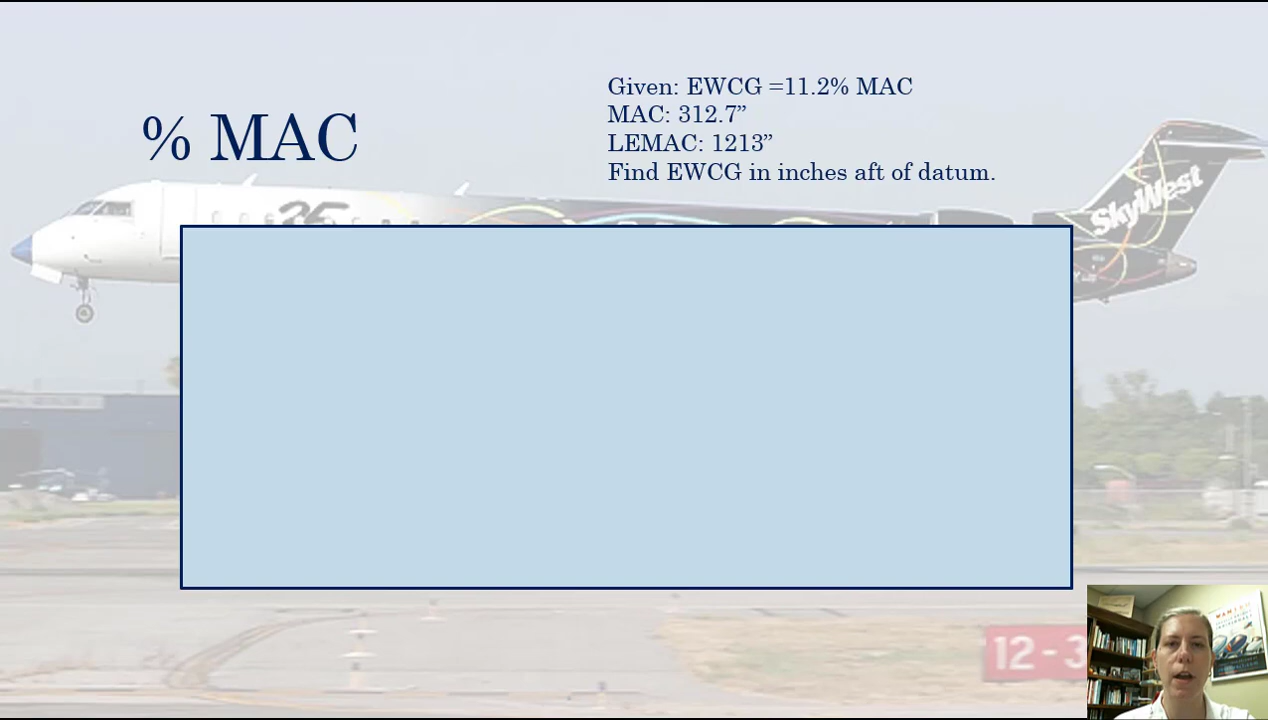 % MAC
Given: EWCG =11.2% MAC
MAC: 312.7”
LEMAC: 1213”
Find EWCG in inches aft of datum.
SkyWest
12-3